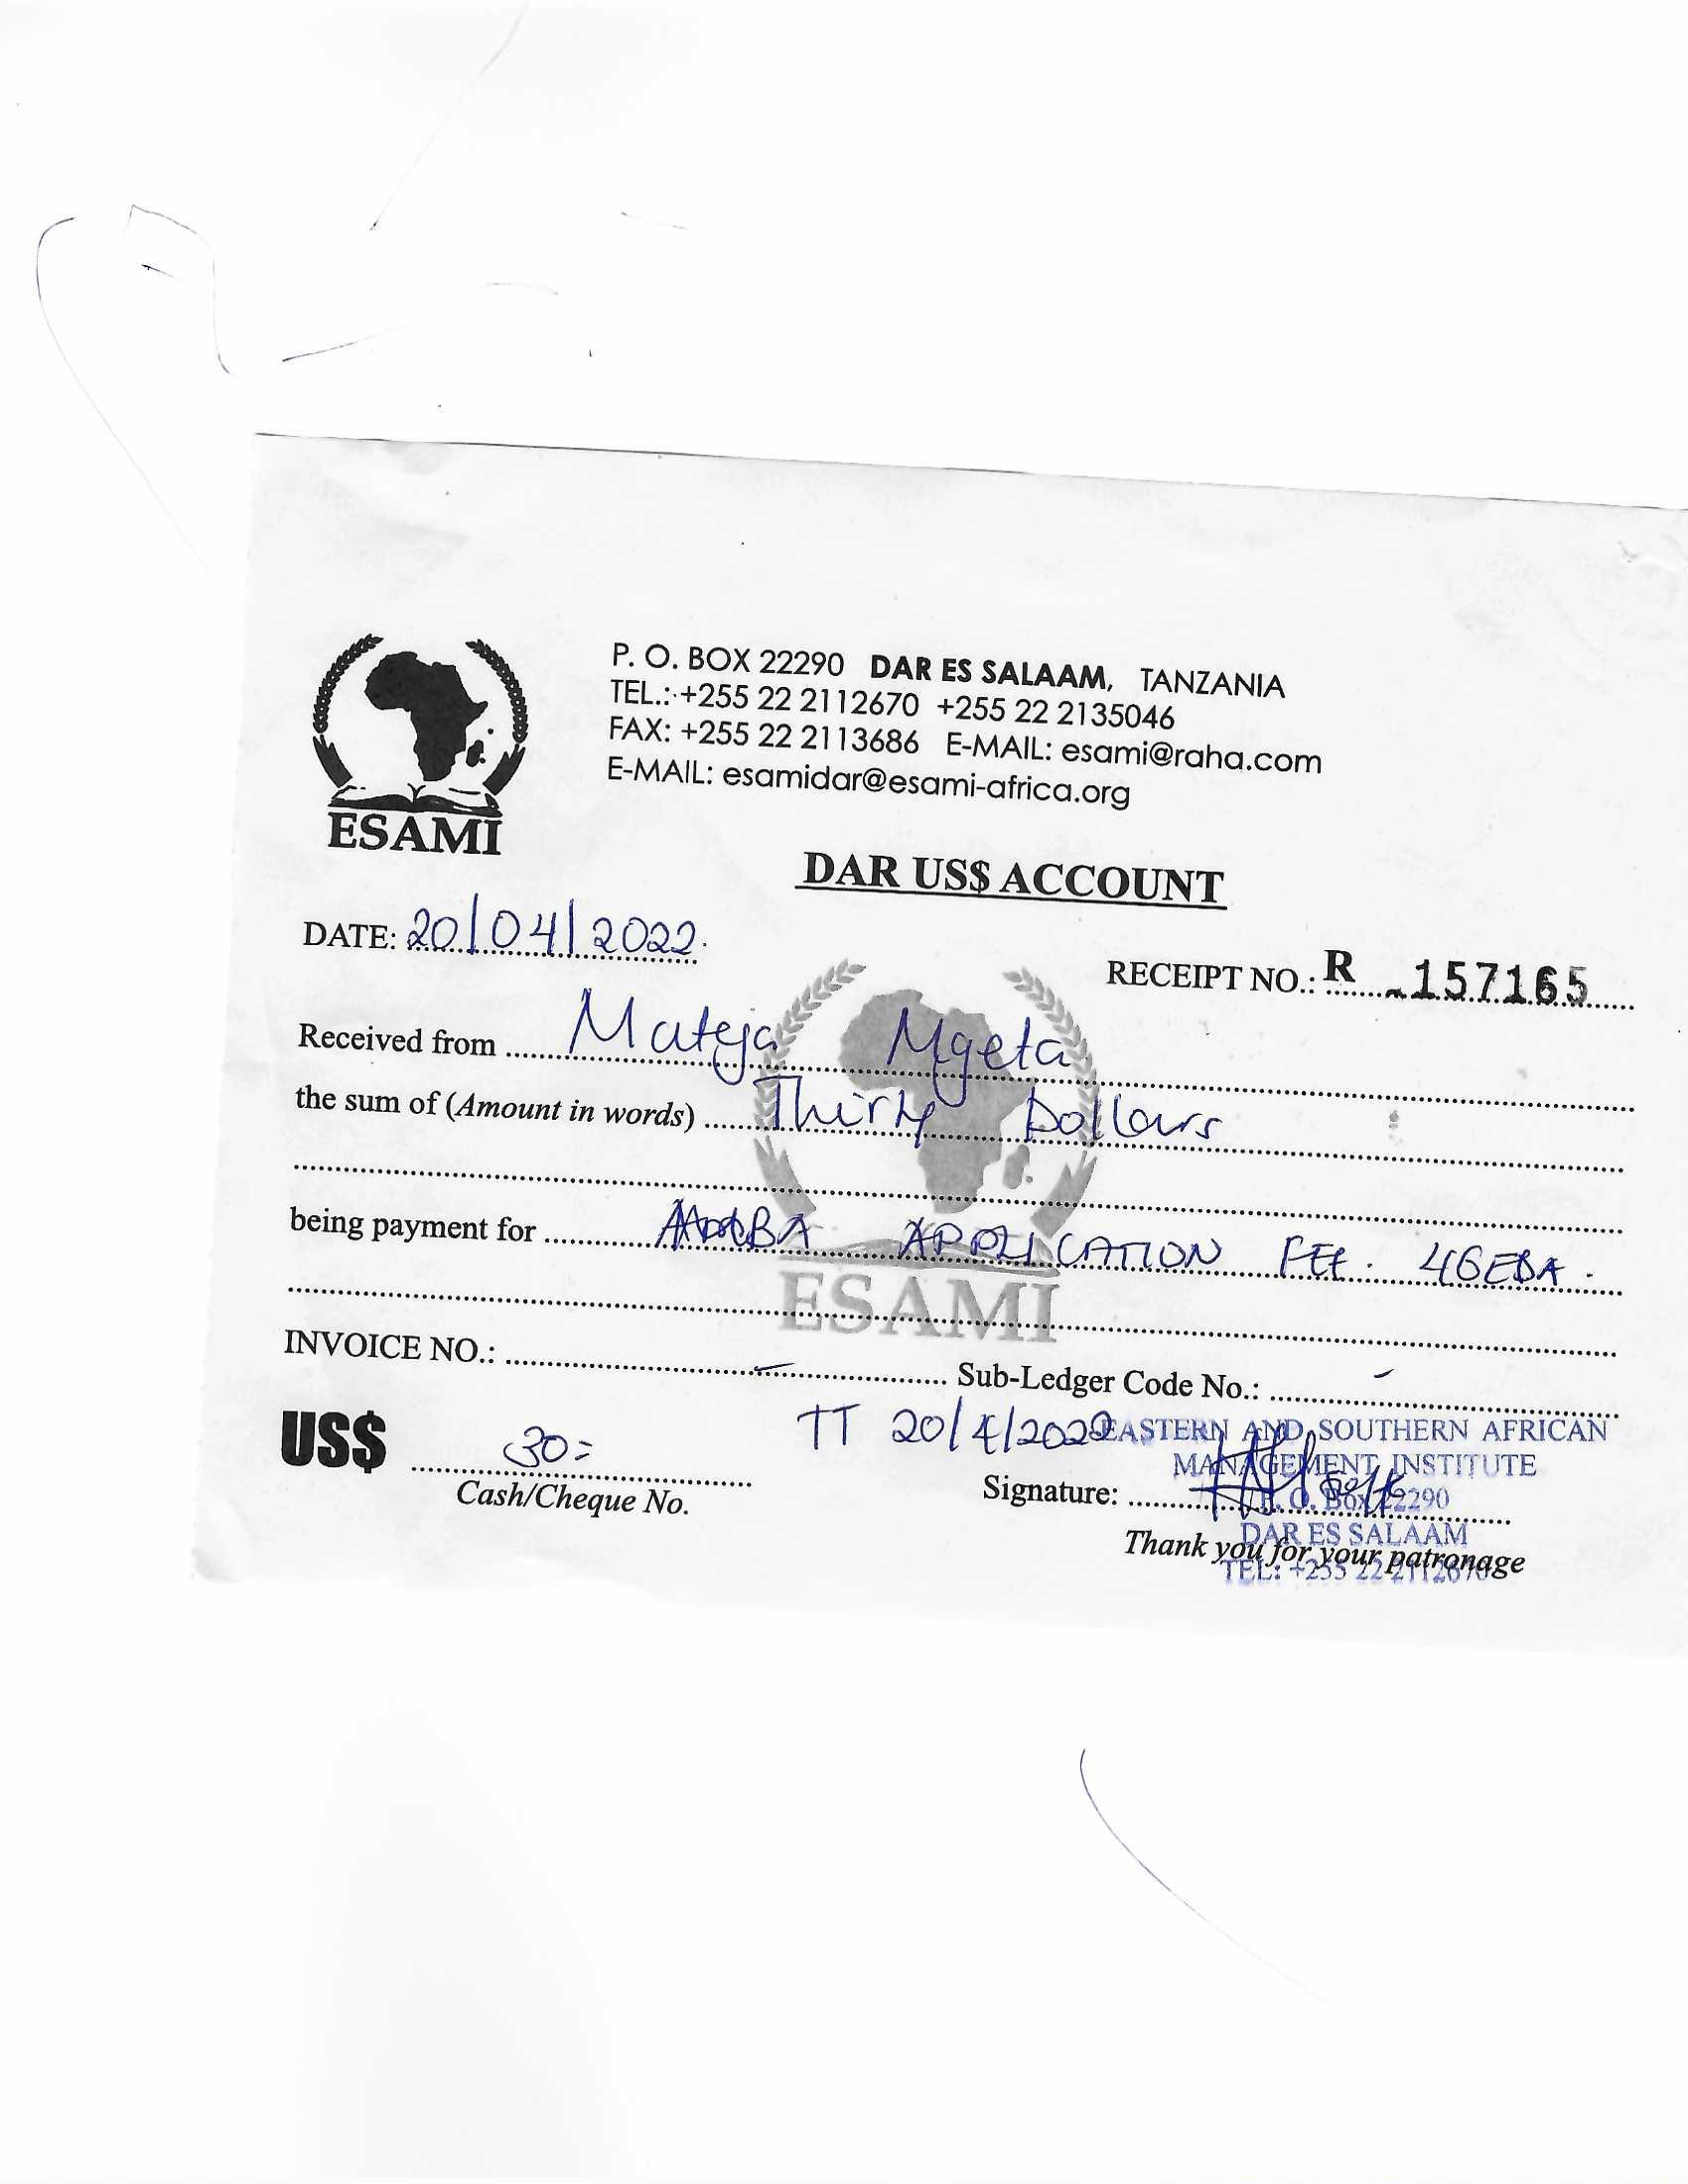 P. O. BOX 22290 DAR ES SALAAM, TANZANIA
TEL.: +255 22 2112670 +255 22 2135046
FAX: +255 22 2113686 E-MAIL: esami@raha.com
E-MAIL: esamidar@esami-africa.org
ESAMI
DAR US$ ACCOUNT
DATE: 20/04/2022.
RECEIPT NO.: R 157165
Received from Mateja Mgeta
the sum of (Amount in words) Thirty Dollars
being payment for APPLICATION FEE. 46EBA.
ESAMI
INVOICE NO.: – Sub-Ledger Code No.: –
TT 20/4/2022
US$ 30=
Cash/Cheque No.
EASTERN AND SOUTHERN AFRICAN
MANAGEMENT INSTITUTE
P. O. Box 22290
DAR ES SALAAM
TEL: +255 22 2112670
Signature:
Thank you for your patronage